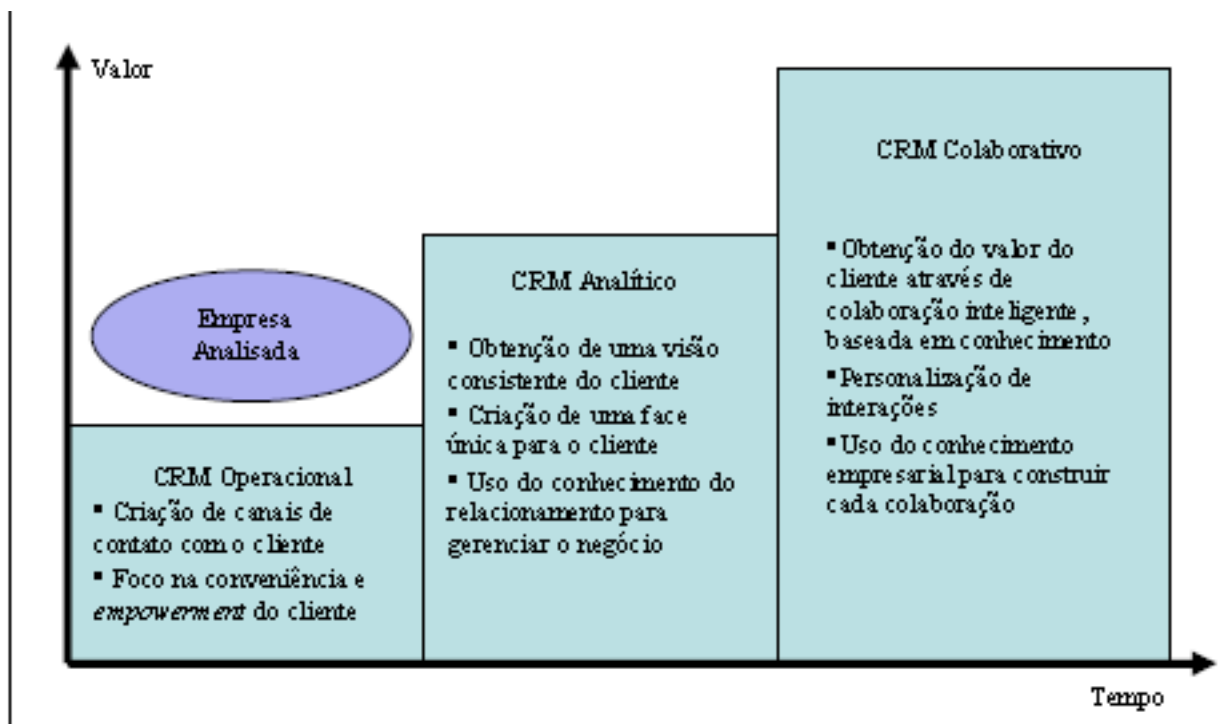 Valor
CRM Colaborativo
▪ Obtenção do valor do
cliente através de
colaboração inteligente,
baseada em conhecimento
▪ Personalização de
interações
▪ Uso do conhecimento
empresarial para construir
cada colaboração
CRM Analítico
▪ Obtenção de uma visão
consistente do cliente
▪ Criação de uma face
única para o cliente
▪ Uso do conhecimento do
relacionamento para
gerenciar o negócio
Empresa
Analisada
CRM Operacional
▪ Criação de canais de
contato com o cliente
▪ Foco na conveniência e
empowerment do cliente
Tempo